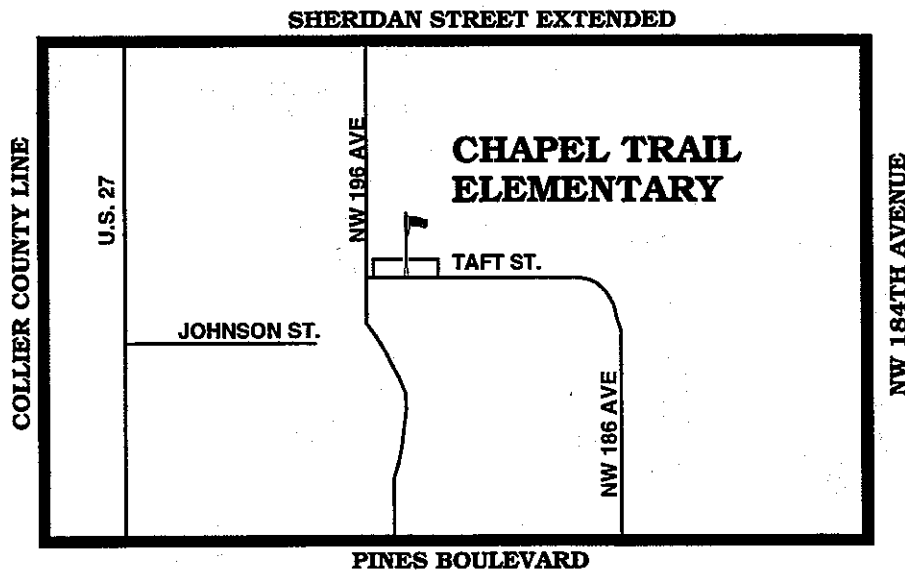 SHERIDAN STREET EXTENDED
COLLIER COUNTY LINE
U.S. 27
NW 196 AVE
CHAPEL TRAIL
ELEMENTARY
NW 184TH AVENUE
TAFT ST.
JOHNSON ST.
NW 186 AVE
PINES BOULEVARD